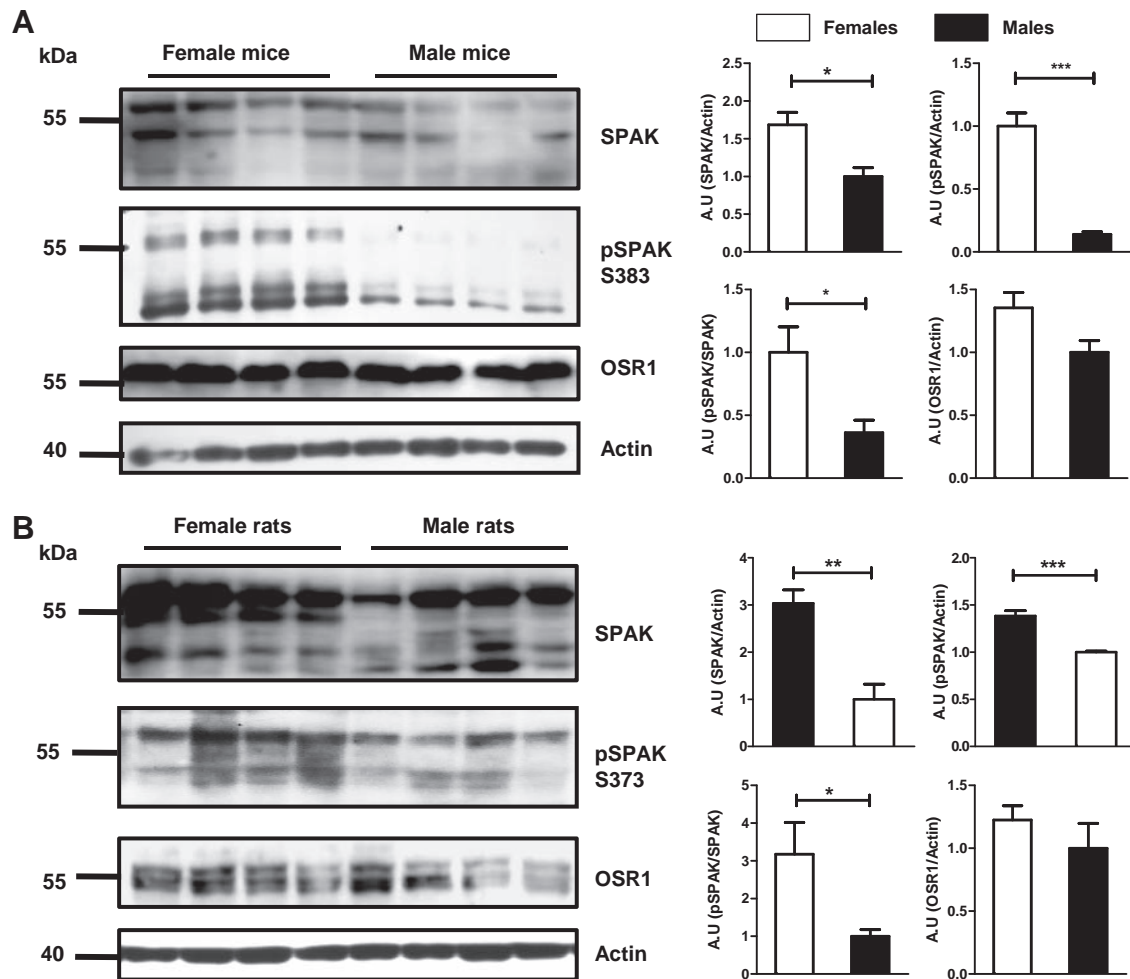 A
kDa
Female mice
Male mice
55
SPAK
55
pSPAK
S383
55
OSR1
40
Actin
Females
Males
A.U (SPAK/Actin)
2.5
2.0
1.5
1.0
0.5
0.0
*
A.U (pSPAK/Actin)
1.5
1.0
0.5
0.0
***
A.U (pSPAK/SPAK)
1.5
1.0
0.5
0.0
*
A.U (OSR1/Actin)
1.5
1.0
0.5
0.0
B
kDa
Female rats
Male rats
55
SPAK
55
pSPAK
S373
55
OSR1
40
Actin
A.U (SPAK/Actin)
4
3
2
1
0
**
A.U (pSPAK/Actin)
2.0
1.5
1.0
0.5
0.0
***
A.U (pSPAK/SPAK)
5
4
3
2
1
0
*
A.U (OSR1/Actin)
1.5
1.0
0.5
0.0